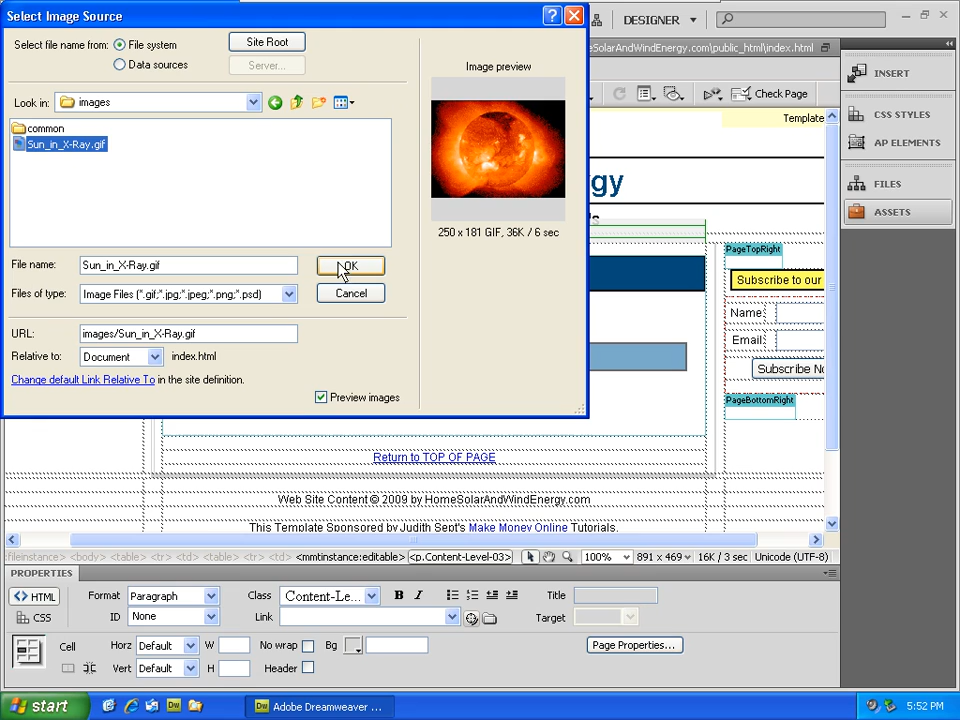 Select Image Source
Select file name from: File system
Site Root
Data sources
Server...
Look in: images
common
Sun_in_X-Ray.gif
File name: Sun_in_X-Ray.gif
OK
Files of type: Image Files (*.gif;*.jpg;*.jpeg;*.png;*.psd)
Cancel
URL: images/Sun_in_X-Ray.gif
Relative to: Document index.html
Change default Link Relative To in the site definition.
Preview images
Image preview
250 x 181 GIF, 36K / 6 sec
DESIGNER
eSolarAndWindEnergy.com\public_html\index.html
Check Page
Template
rgy
PageTopRight
Subscribe to our
Name:
Email:
Subscribe No
PageBottomRight
INSERT
CSS STYLES
AP ELEMENTS
FILES
ASSETS
Return to TOP OF PAGE
Web Site Content © 2009 by HomeSolarAndWindEnergy.com
This Template Sponsored by Judith Sept's Make Money Online Tutorials.
fileinstance> <body> <table> <tr> <td> <table> <tr> <td> <mmtinstance:editable> <p.Content-Level-03> 100% 891 x 469 16K / 3 sec Unicode (UTF-8)
PROPERTIES
<> HTML Format Paragraph Class Content-Le... B I Title
CSS ID None Link Target
Cell Horz Default W No wrap Bg Page Properties...
Vert Default H Header
start Dw Dw Adobe Dreamweaver ... 5:52 PM